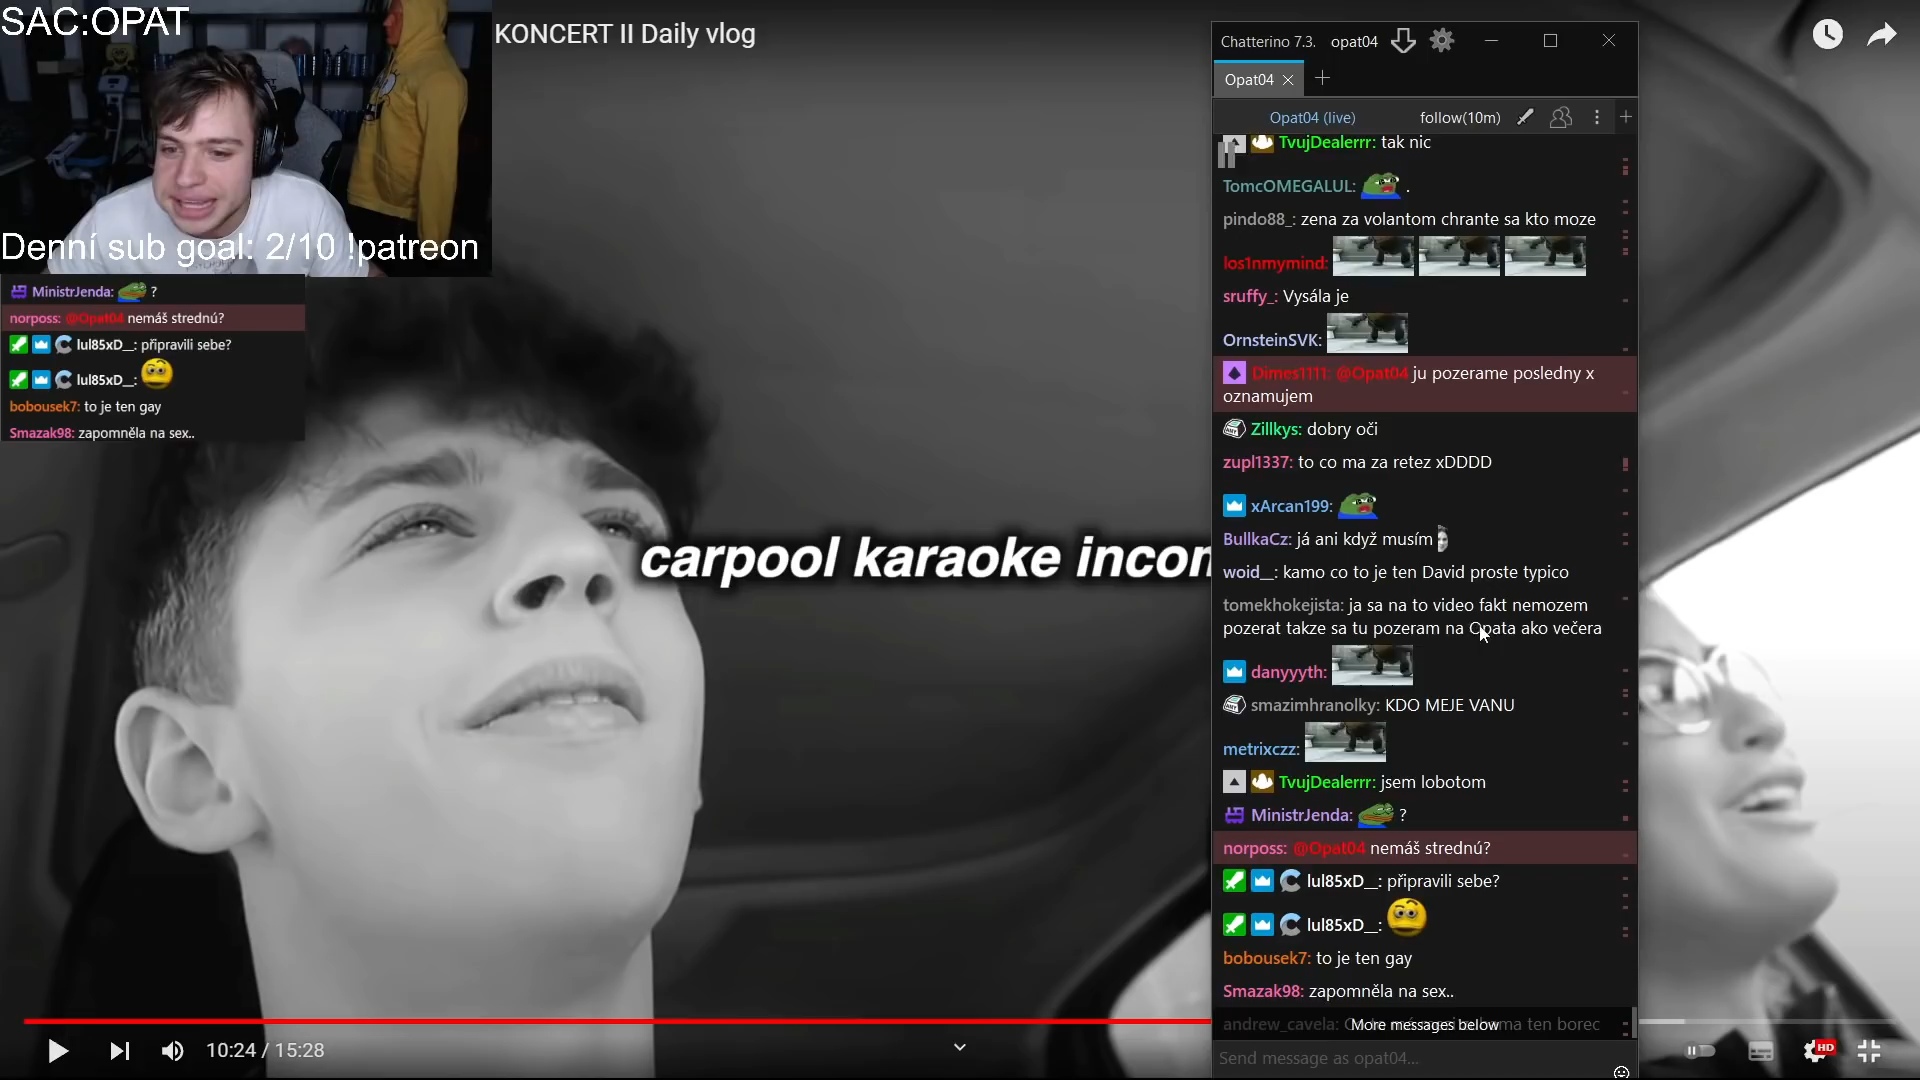 SAC:OPAT
KONCERT II Daily vlog
Denní sub goal: 2/10 !patreon
MinistrJenda: ?
norposs: @Opat04 nemáš strednú?
lul85xD__: připravili sebe?
lul85xD__:
bobousek7: to je ten gay
Smazak98: zapomněla na sex..
carpool karaoke incom
Chatterino 7.3. opat04
Opat04
Opat04 (live) follow(10m)
TvujDealerrr: tak nic
TomcOMEGALUL: .
pindo88_: zena za volantom chrante sa kto moze
los1nmymind:
sruffy_: Vysála je
OrnsteinSVK:
Dimes1111: @Opat04 ju pozerame posledny x
oznamujem
Zillkys: dobry oči
zupl1337: to co ma za retez xDDDD
xArcan199:
BullkaCz: já ani když musím
woid__: kamo co to je ten David proste typico
tomekhokejista: ja sa na to video fakt nemozem
pozerat takze sa tu pozeram na Opata ako večera
danyyyth:
smazimhranolky: KDO MEJE VANU
metrixczz:
TvujDealerrr: jsem lobotom
MinistrJenda: ?
norposs: @Opat04 nemáš strednú?
lul85xD__: připravili sebe?
lul85xD__:
bobousek7: to je ten gay
Smazak98: zapomněla na sex..
andrew_cavela: ten borec
More messages below
Send message as opat04...
10:24 / 15:28
HD